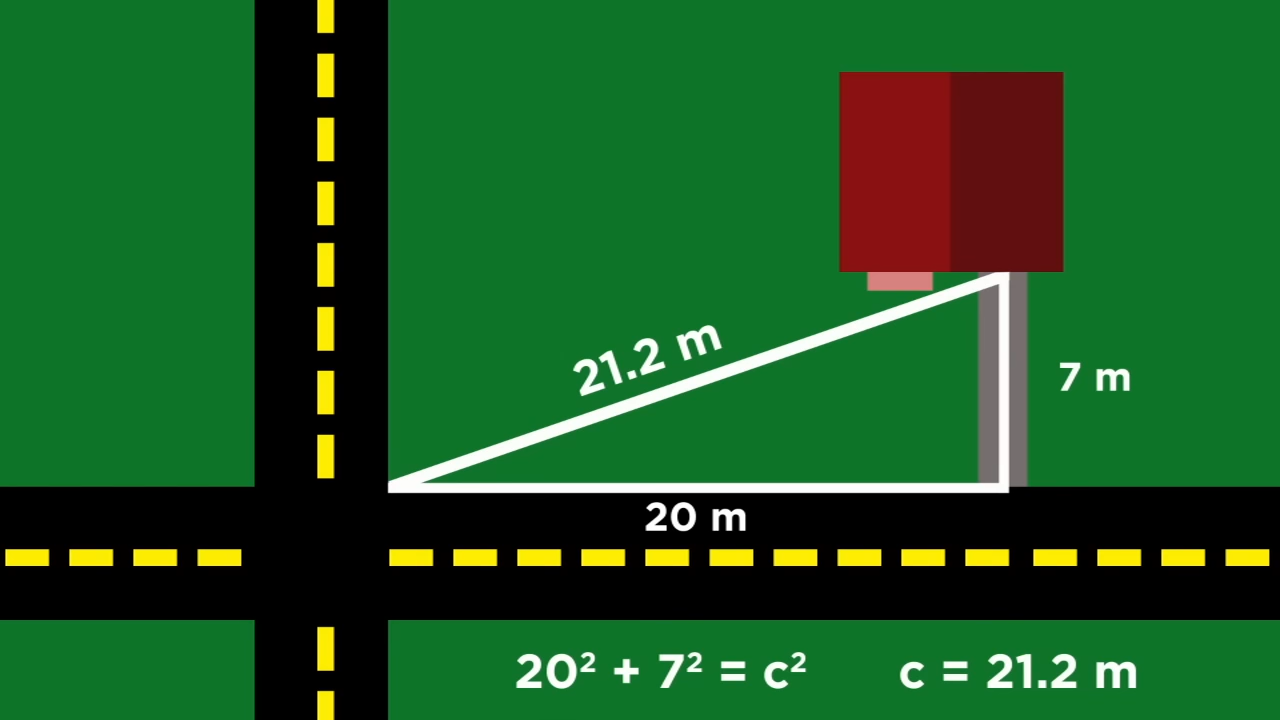 21.2 m
7 m
20 m
20² + 7² = c²
c = 21.2 m